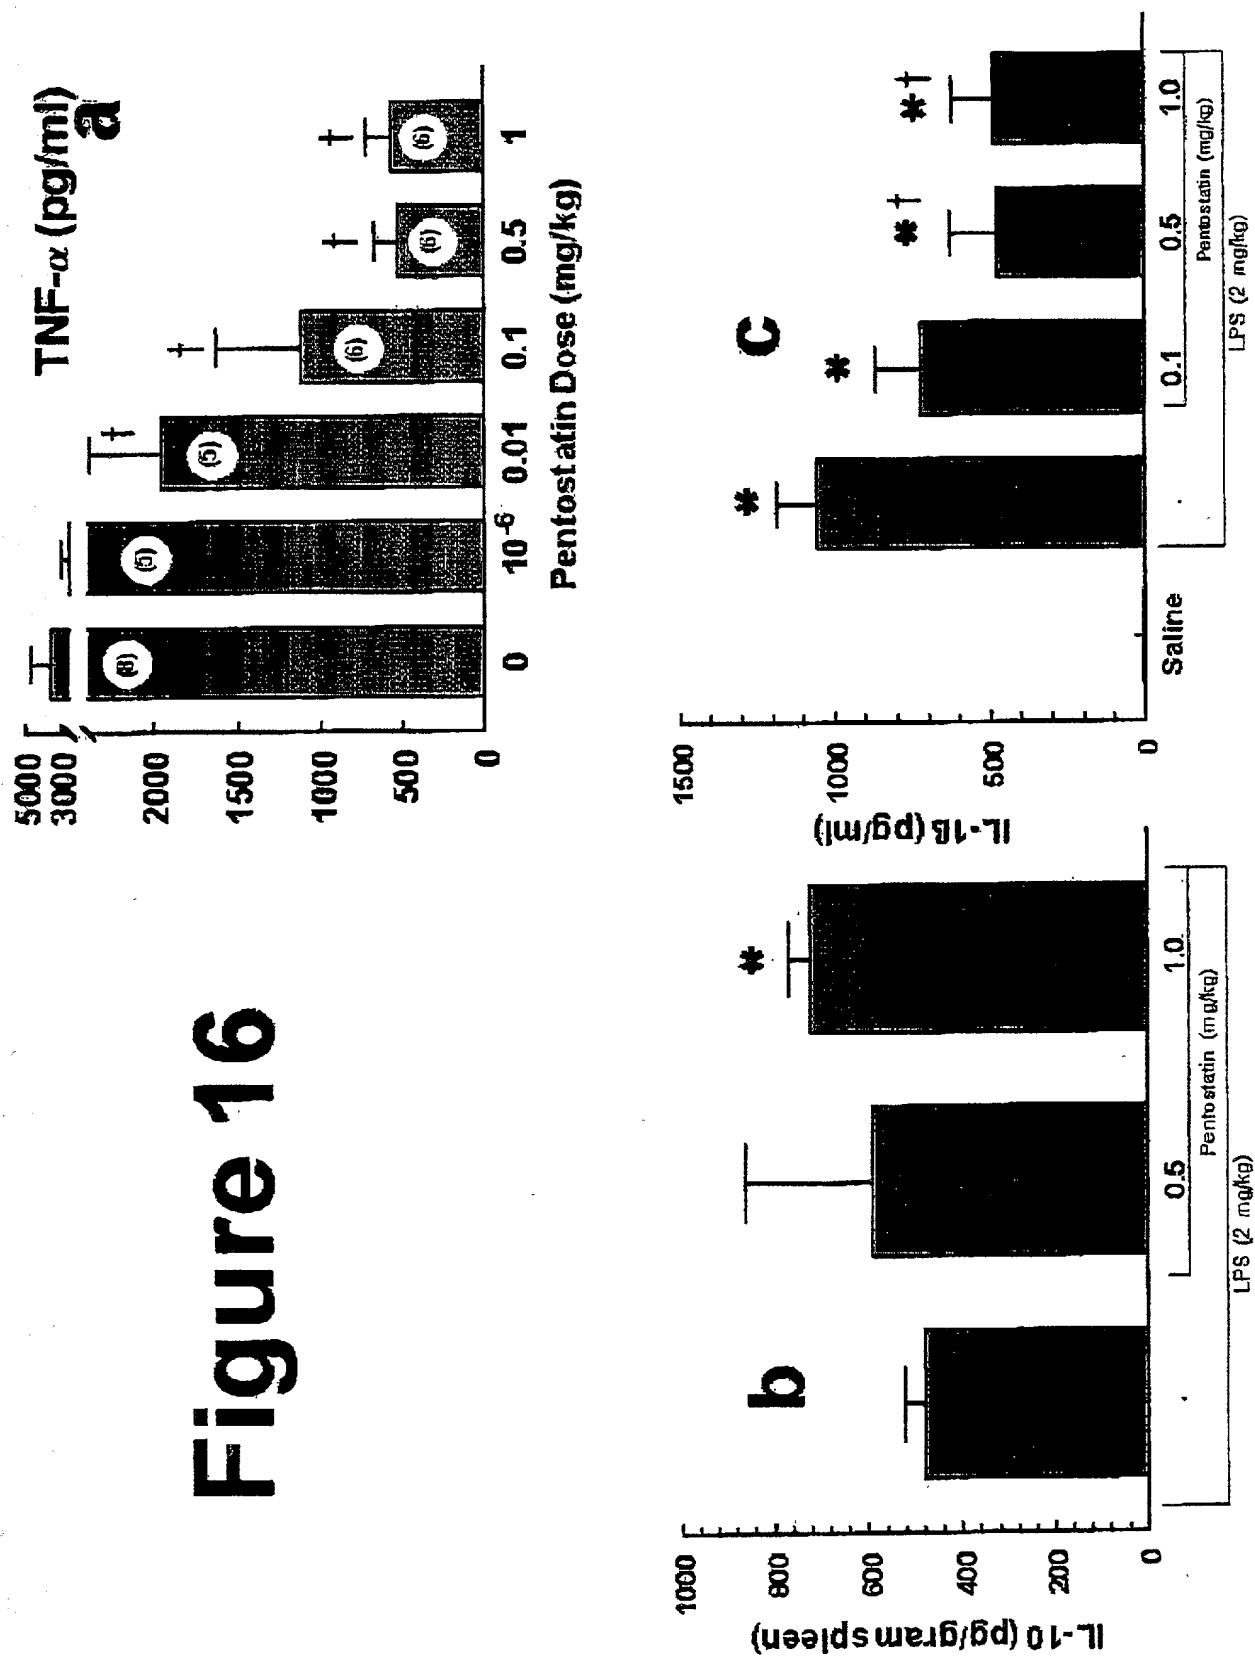 Figure 16
TNF-α (pg/ml)
a
5000
3000
2000
1500
1000
500
0
(8)
(5)
(5)
(6)
(6)
(6)
†
†
†
†
0 10-6 0.01 0.1 0.5 1
Pentostatin Dose (mg/kg)
b
IL-10 (pg/gram spleen)
1000
800
600
400
200
0
*
0.5 1.0
Pentostatin (mg/kg)
LPS (2 mg/kg)
c
IL-1ß (pg/ml)
1500
1000
500
0
*
*
*†
*†
Saline 0.1 0.5 1.0
Pentostatin (mg/kg)
LPS (2 mg/kg)